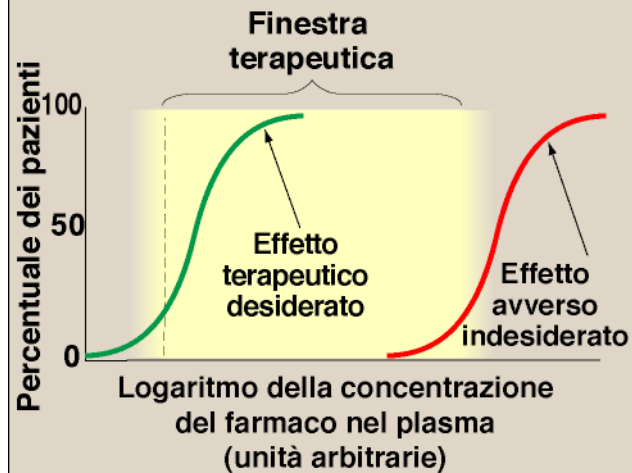 Finestra
terapeutica
Percentuale dei pazienti
100
50
0
Effetto
terapeutico
desiderato
Effetto
avverso
indesiderato
Logaritmo della concentrazione
del farmaco nel plasma
(unità arbitrarie)